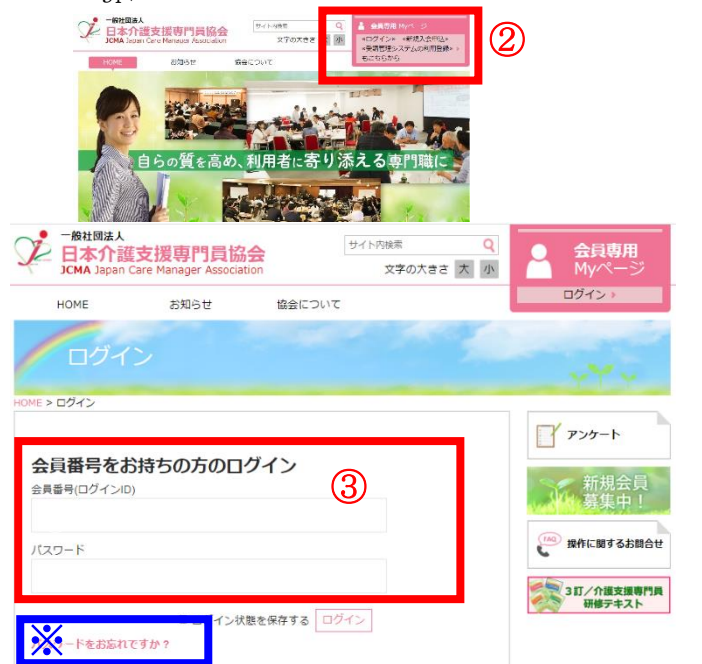 一般社団法人
日本介護支援専門員協会
JCMA Japan Care Manager Association
サイト内検索
文字の大きさ 小
会員専用 Myページ
«ログイン» «新規入会申込»
«受講管理システムの利用登録»
もこちらから
②
HOME お知らせ 協会について
自らの質を高め、利用者に寄り添える専門職に
一般社団法人
日本介護支援専門員協会
JCMA Japan Care Manager Association
サイト内検索
文字の大きさ 大 小
会員専用
Myページ
ログイン
HOME お知らせ 協会について
ログイン
HOME > ログイン
アンケート
会員番号をお持ちの方のログイン
③
会員番号(ログインID)
新規会員
募集中！
パスワード
FAQ 操作に関するお問合せ
3訂/介護支援専門員
研修テキスト
イン状態を保存する ログイン
※
ードをお忘れですか？